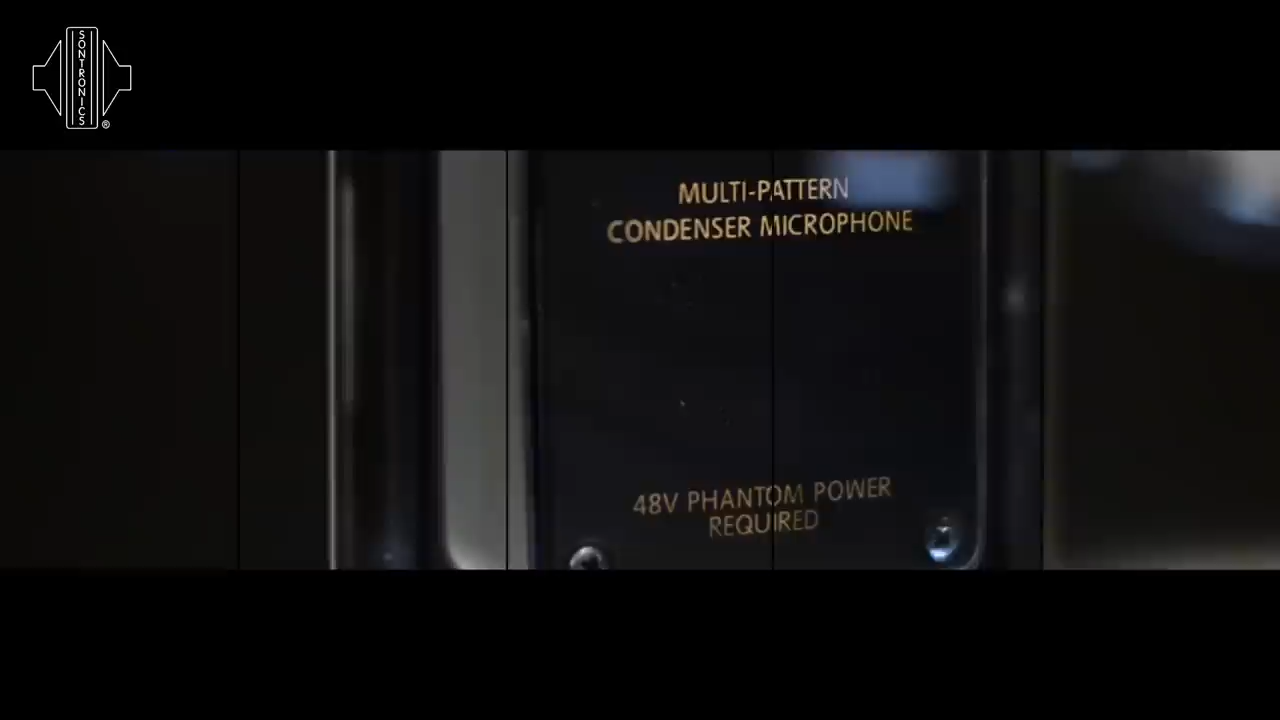 SONTRONICS
®
MULTI-PATTERN
CONDENSER MICROPHONE
48V PHANTOM POWER
REQUIRED